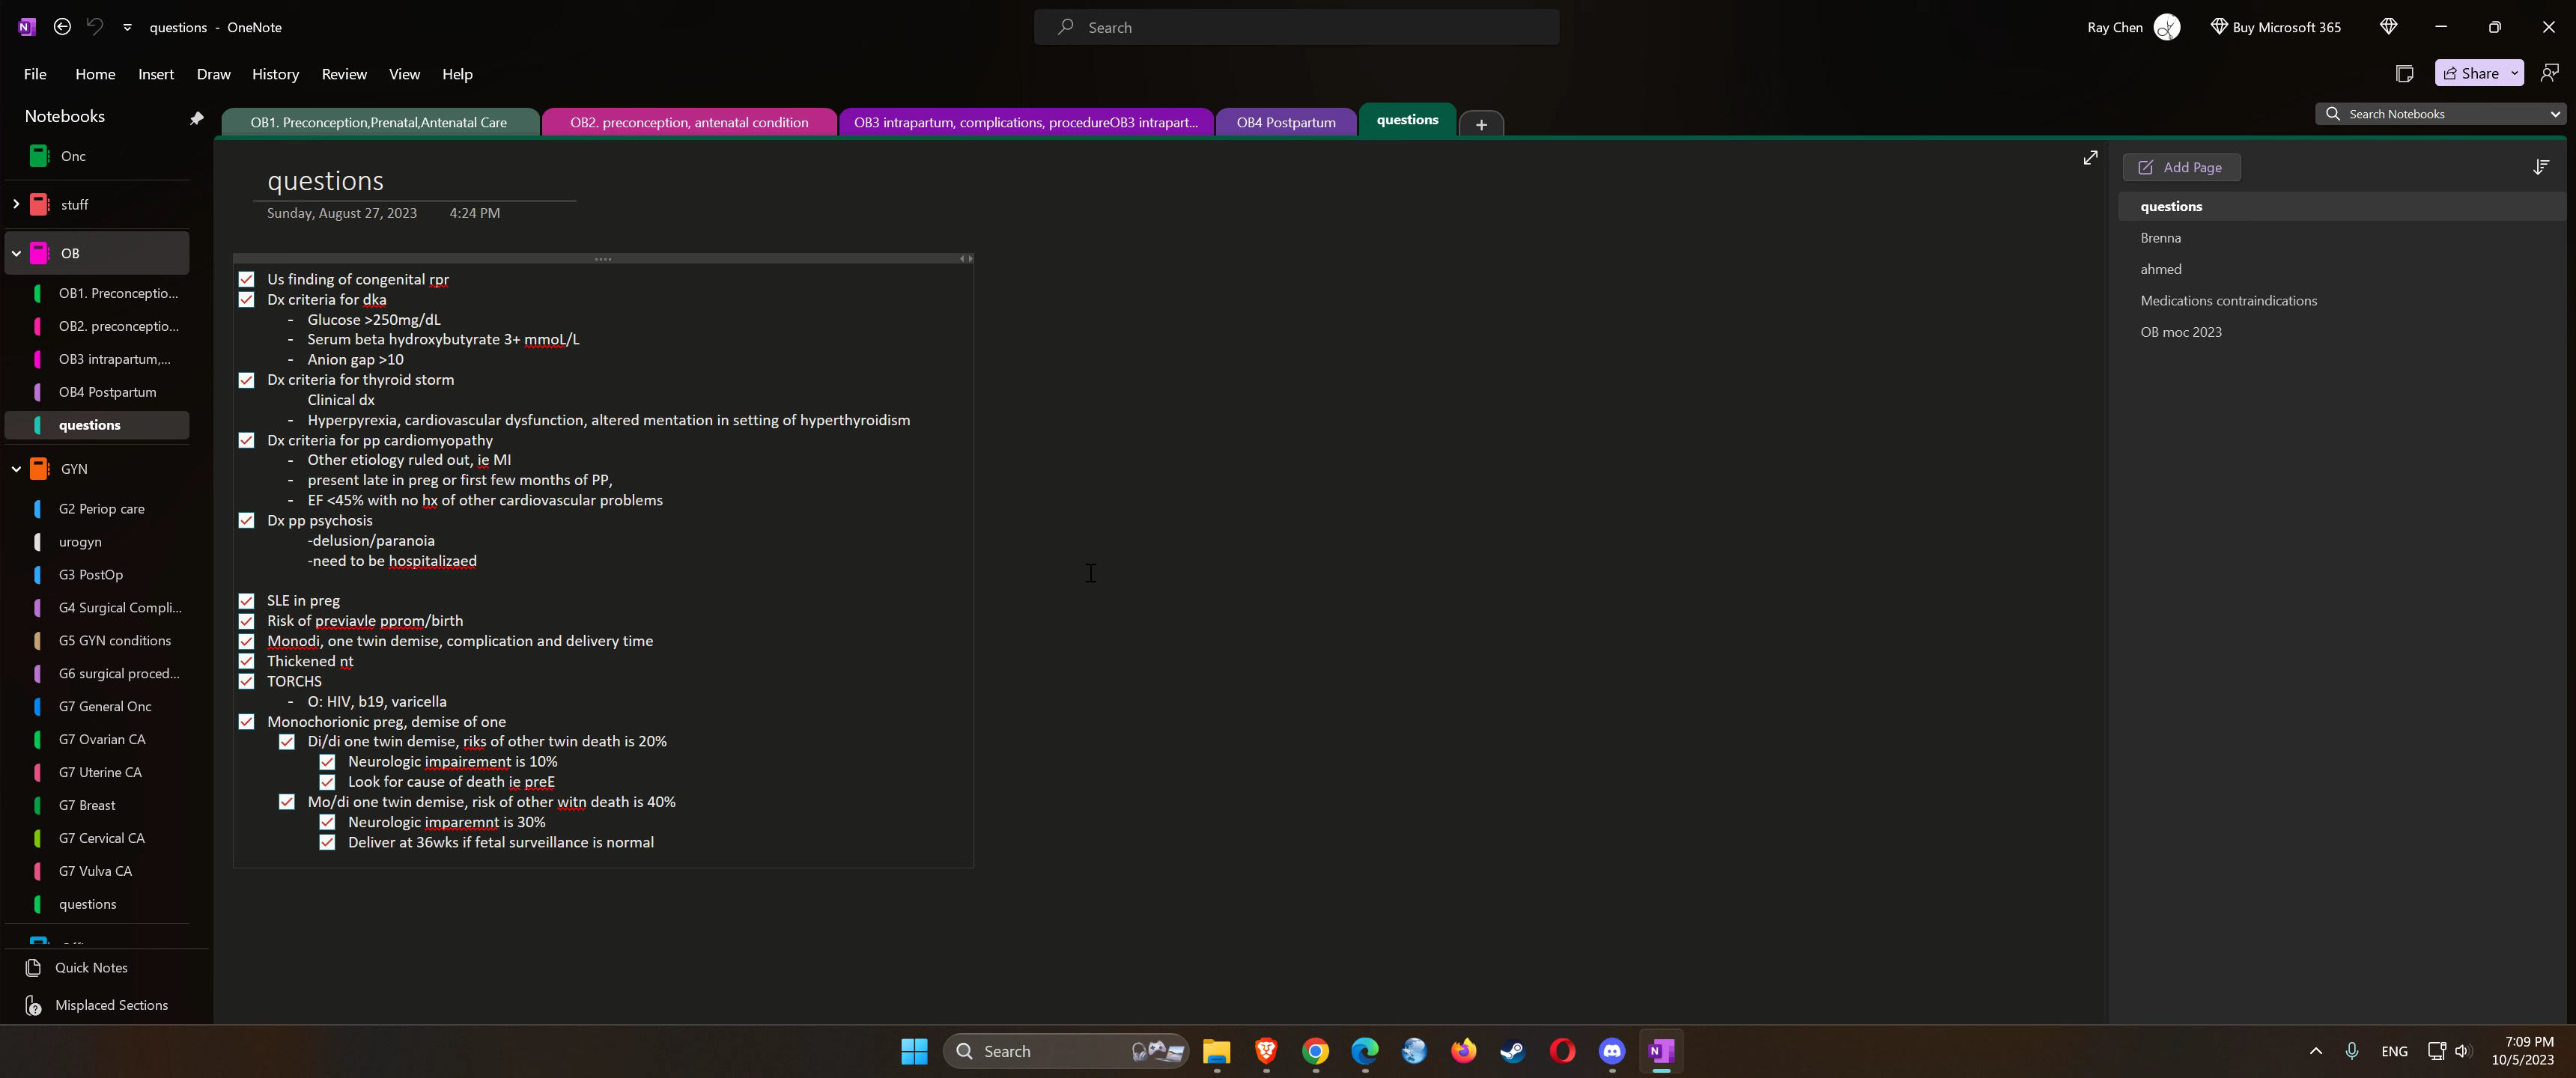 questions - OneNote
Search
Ray Chen
Buy Microsoft 365
File Home Insert Draw History Review View Help
Share
Notebooks
OB1. Preconception,Prenatal,Antenatal Care
OB2. preconception, antenatal condition
OB3 intrapartum, complications, procedureOB3 intrapart...
OB4 Postpartum
questions
Search Notebooks
Onc
stuff
OB
OB1. Preconceptio...
OB2. preconceptio...
OB3 intrapartum,...
OB4 Postpartum
questions
GYN
G2 Periop care
urogyn
G3 PostOp
G4 Surgical Compli...
G5 GYN conditions
G6 surgical proced...
G7 General Onc
G7 Ovarian CA
G7 Uterine CA
G7 Breast
G7 Cervical CA
G7 Vulva CA
questions
Quick Notes
Misplaced Sections
questions
Sunday, August 27, 2023 4:24 PM
Us finding of congenital rpr
Dx criteria for dka
- Glucose >250mg/dL
- Serum beta hydroxybutyrate 3+ mmoL/L
- Anion gap >10
Dx criteria for thyroid storm
Clinical dx
- Hyperpyrexia, cardiovascular dysfunction, altered mentation in setting of hyperthyroidism
Dx criteria for pp cardiomyopathy
- Other etiology ruled out, ie MI
- present late in preg or first few months of PP,
- EF <45% with no hx of other cardiovascular problems
Dx pp psychosis
-delusion/paranoia
-need to be hospitalizaed
SLE in preg
Risk of previavle pprom/birth
Monodi, one twin demise, complication and delivery time
Thickened nt
TORCHS
- O: HIV, b19, varicella
Monochorionic preg, demise of one
Di/di one twin demise, riks of other twin death is 20%
Neurologic impairement is 10%
Look for cause of death ie preE
Mo/di one twin demise, risk of other witn death is 40%
Neurologic imparemnt is 30%
Deliver at 36wks if fetal surveillance is normal
Add Page
questions
Brenna
ahmed
Medications contraindications
OB moc 2023
Search
ENG
7:09 PM
10/5/2023